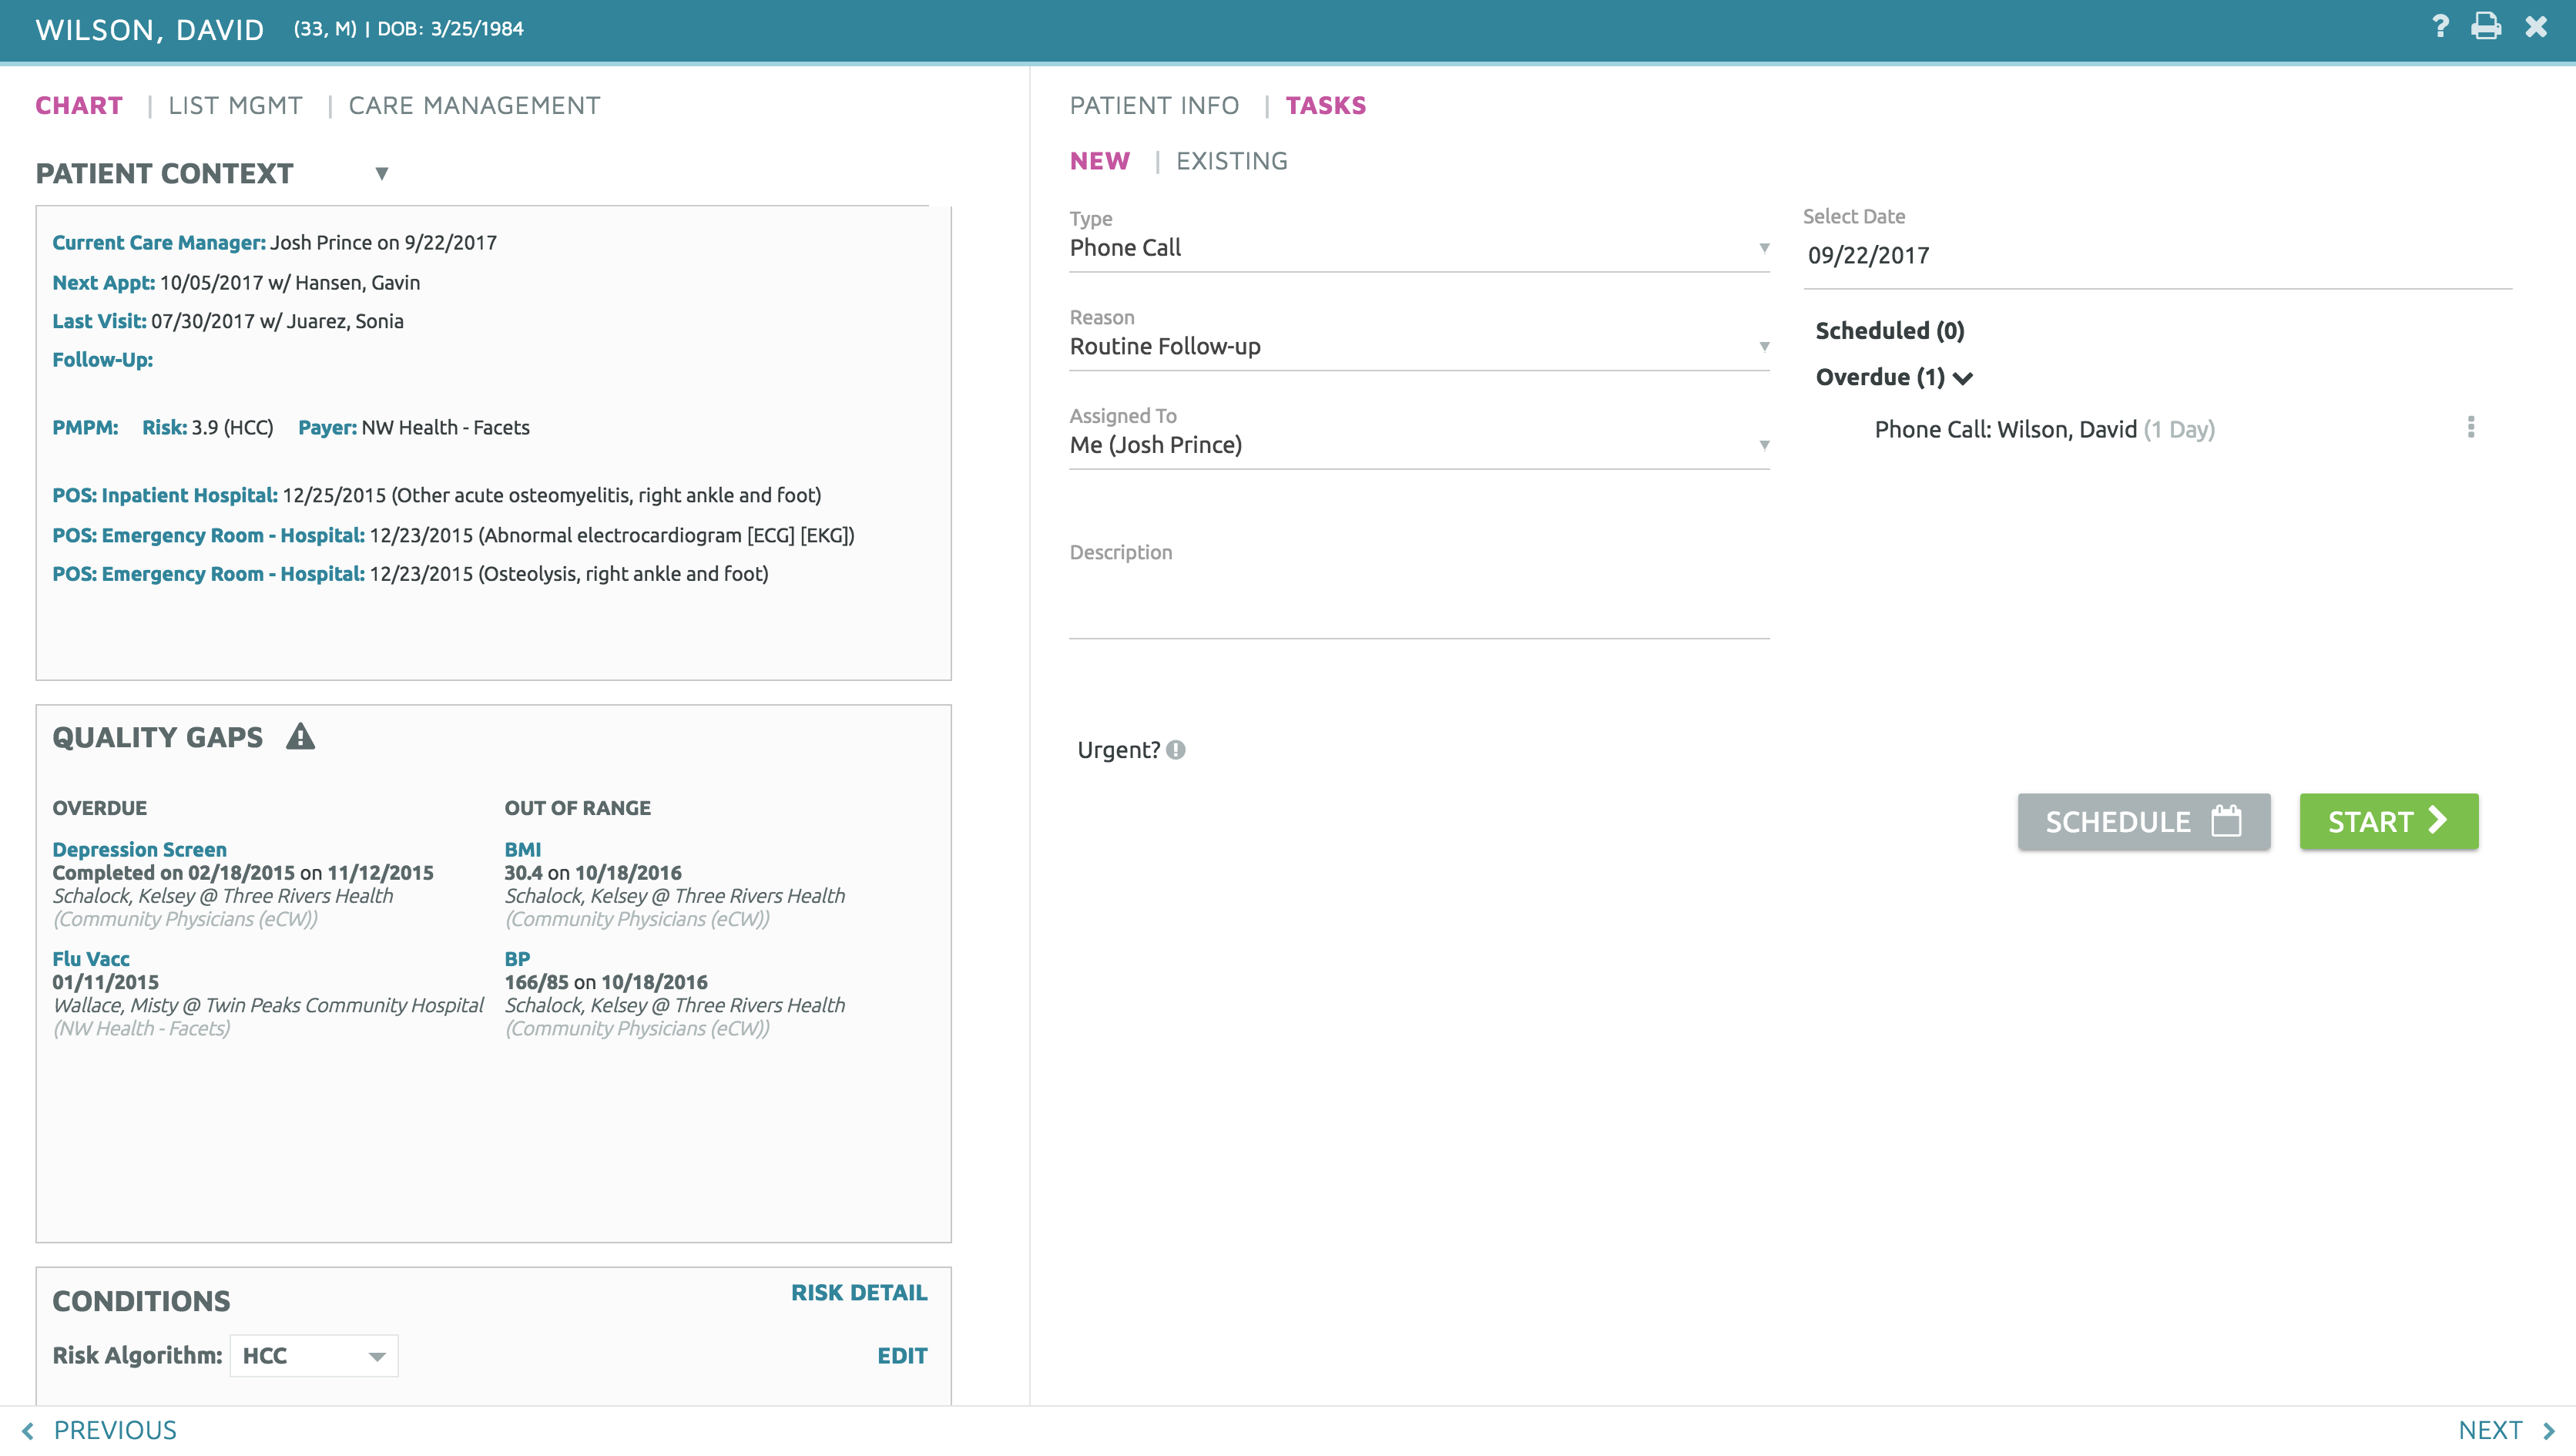 WILSON, DAVID (33, M) | DOB: 3/25/1984
CHART | LIST MGMT | CARE MANAGEMENT
PATIENT CONTEXT
Current Care Manager: Josh Prince on 9/22/2017
Next Appt: 10/05/2017 w/ Hansen, Gavin
Last Visit: 07/30/2017 w/ Juarez, Sonia
Follow-Up:
PMPM: Risk: 3.9 (HCC) Payer: NW Health - Facets
POS: Inpatient Hospital: 12/25/2015 (Other acute osteomyelitis, right ankle and foot)
POS: Emergency Room - Hospital: 12/23/2015 (Abnormal electrocardiogram [ECG] [EKG])
POS: Emergency Room - Hospital: 12/23/2015 (Osteolysis, right ankle and foot)
QUALITY GAPS
OVERDUE
Depression Screen
Completed on 02/18/2015 on 11/12/2015
Schalock, Kelsey @ Three Rivers Health
(Community Physicians (eCW))
Flu Vacc
01/11/2015
Wallace, Misty @ Twin Peaks Community Hospital
(NW Health - Facets)
OUT OF RANGE
BMI
30.4 on 10/18/2016
Schalock, Kelsey @ Three Rivers Health
(Community Physicians (eCW))
BP
166/85 on 10/18/2016
Schalock, Kelsey @ Three Rivers Health
(Community Physicians (eCW))
CONDITIONS
RISK DETAIL
Risk Algorithm: HCC
EDIT
PATIENT INFO | TASKS
NEW | EXISTING
Type
Phone Call
Reason
Routine Follow-up
Assigned To
Me (Josh Prince)
Description
Urgent?
Select Date
09/22/2017
Scheduled (0)
Overdue (1)
Phone Call: Wilson, David (1 Day)
SCHEDULE
START
PREVIOUS
NEXT